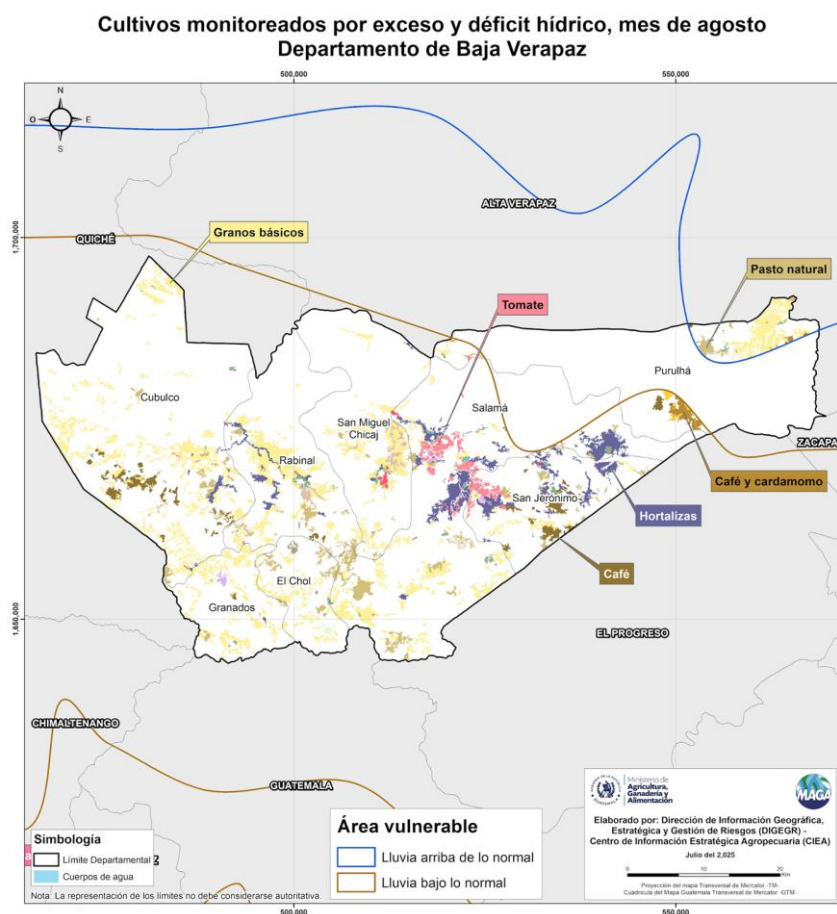 Cultivos monitoreados por exceso y déficit hídrico, mes de agosto
Departamento de Baja Verapaz
500,000
550,000
N
O
E
S
ALTA VERAPAZ
1,700,000
QUICHÉ
Granos básicos
Pasto natural
Tomate
Purulhá
Cubulco
San Miguel
Chicaj
Salamá
ZACAPA
Rabinal
Café y cardamomo
San Jerónimo
Hortalizas
Café
El Chol
Granados
1,650,000
EL PROGRESO
CHIMALTENANGO
GUATEMALA
Simbología
Límite Departamental
Cuerpos de agua
Nota: La representación de los límites no debe considerarse autoritativa.
Área vulnerable
Lluvia arriba de lo normal
Lluvia bajo lo normal
Ministerio de
Agricultura,
Ganadería y
Alimentación
MAGA
Elaborado por: Dirección de Información Geográfica,
Estratégica y Gestión de Riesgos (DIGEGR) -
Centro de Información Estratégica Agropecuaria (CIEA)
Julio del 2,025
0
10
20
Km
Proyección del mapa Transversal de Mercator -TM-
Cuadricula del Mapa Guatemala Transversal de Mercator -GTM-
500,000
550,000